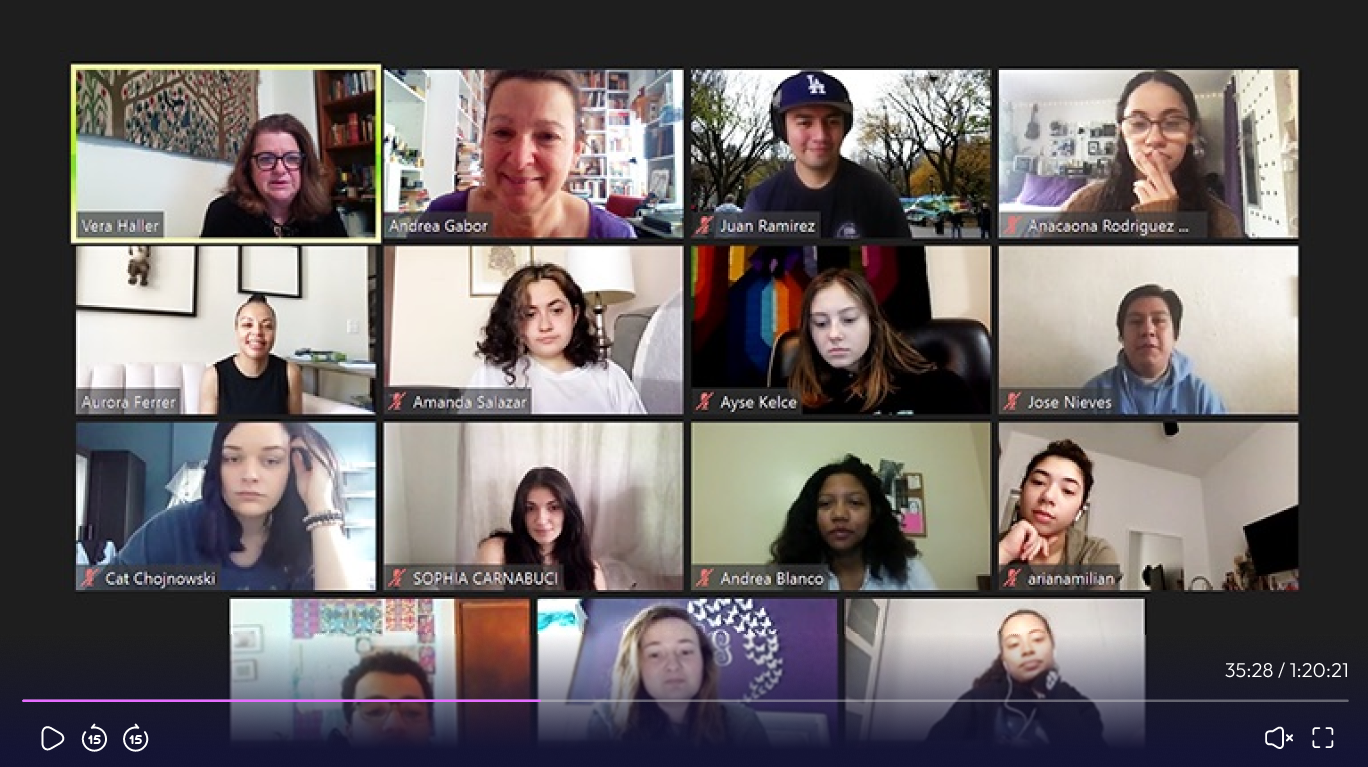 LA
Vera Haller
Andrea Gabor
Juan Ramirez
Anacaona Rodriguez ...
Aurora Ferrer
Amanda Salazar
Ayse Kelce
Jose Nieves
Cat Chojnowski
SOPHIA CARNABUCI
Andrea Blanco
arianamilian
35:28 / 1:20:21
15
15